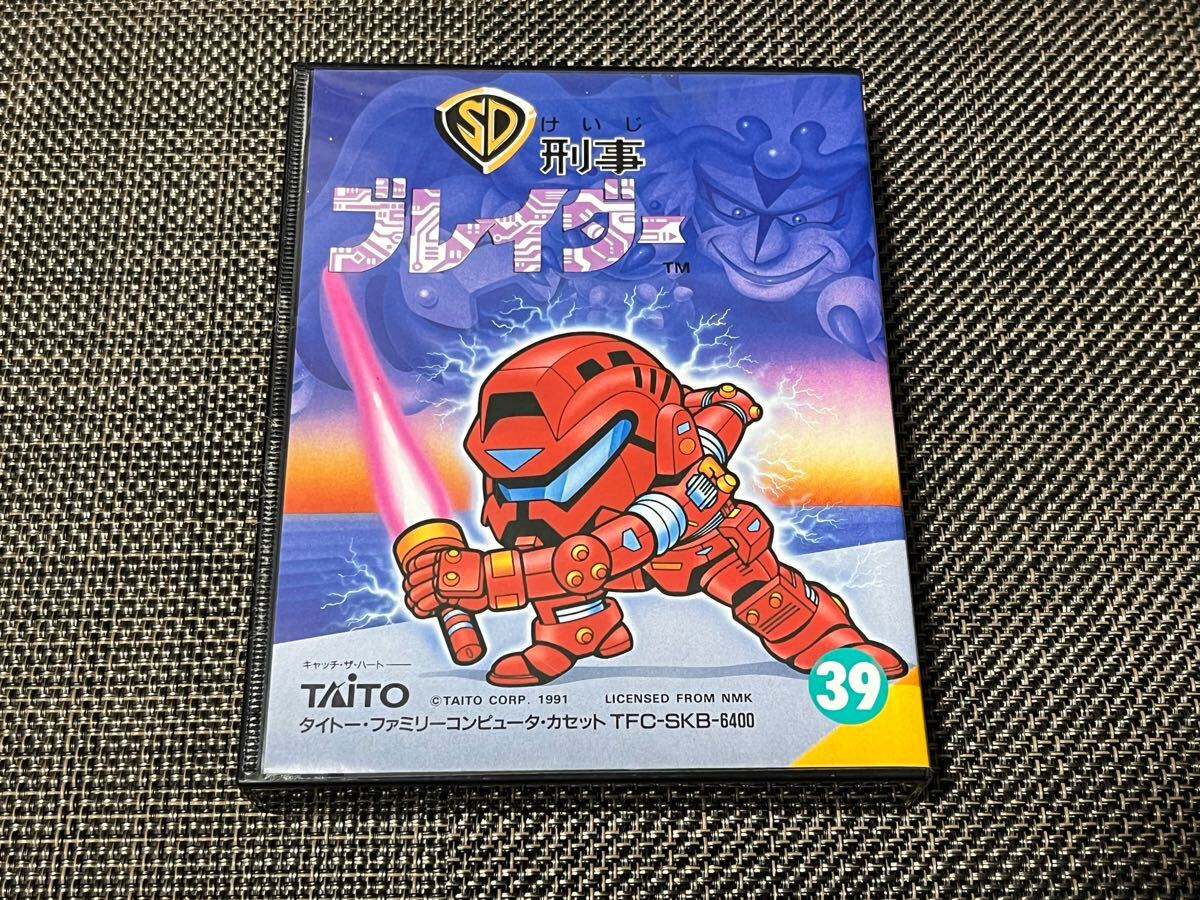 SD
けいじ
刑事
ブレイダー
TM
キャッチ・ザ・ハート
TAITO ©TAITO CORP. 1991 LICENSED FROM NMK
タイトー・ファミリーコンピュータ・カセット TFC-SKB-6400
39